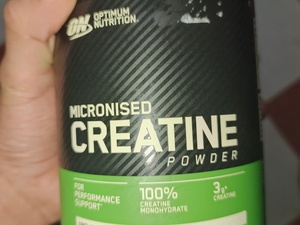 ON OPTIMUM
NUTRITION.
MICRONISED
CREATINE
POWDER
FOR
PERFORMANCE
SUPPORT*
100%
CREATINE
MONOHYDRATE
3g**
CREATINE